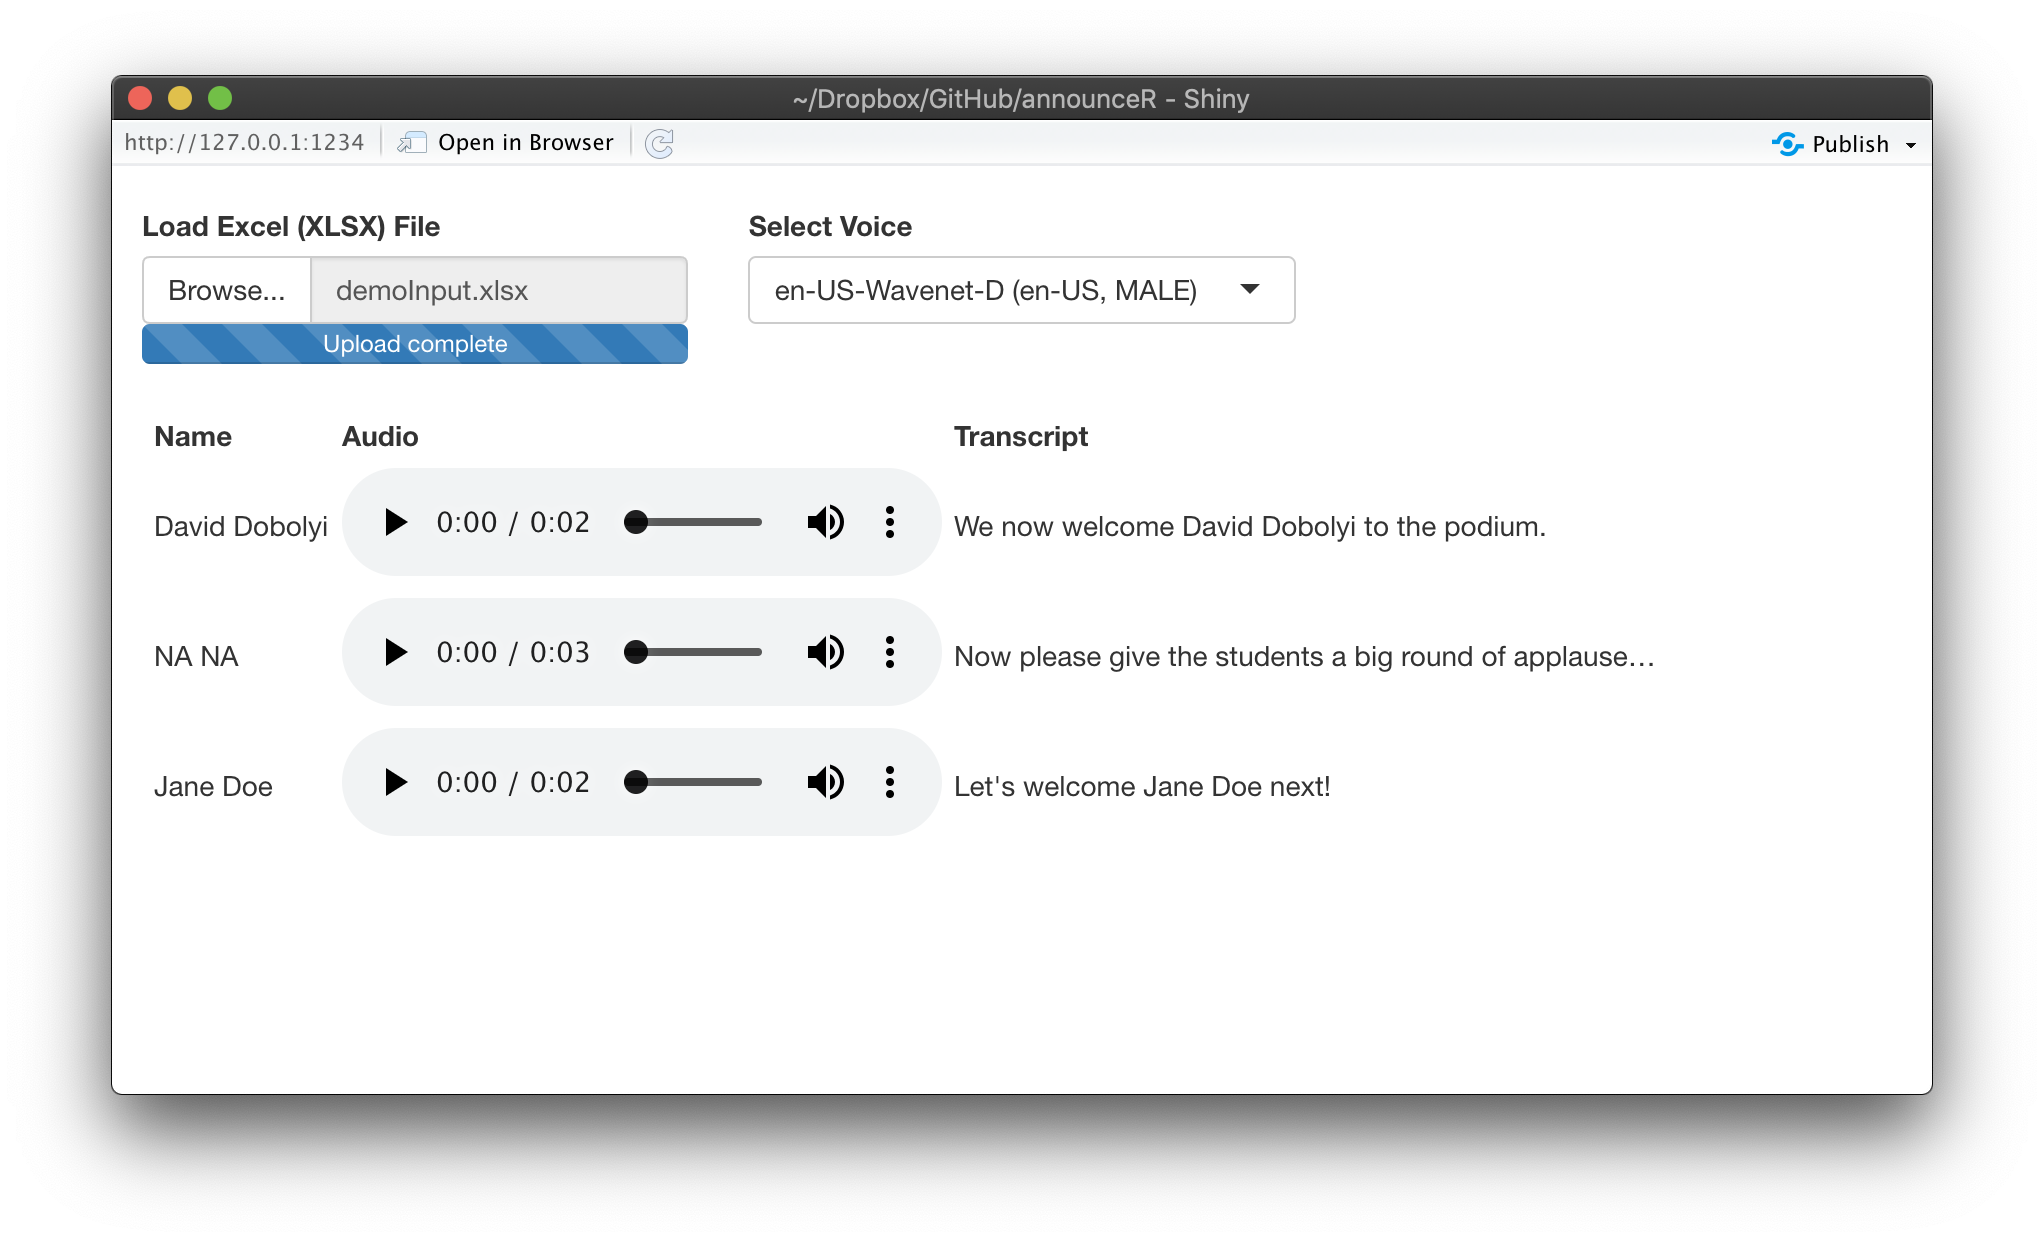 ~/Dropbox/GitHub/announceR - Shiny
http://127.0.0.1:1234 Open in Browser Publish
Load Excel (XLSX) File Select Voice
Browse... demoInput.xlsx en-US-Wavenet-D (en-US, MALE)
Upload complete
Name Audio Transcript
David Dobolyi 0:00 / 0:02 We now welcome David Dobolyi to the podium.
NA NA 0:00 / 0:03 Now please give the students a big round of applause…
Jane Doe 0:00 / 0:02 Let's welcome Jane Doe next!